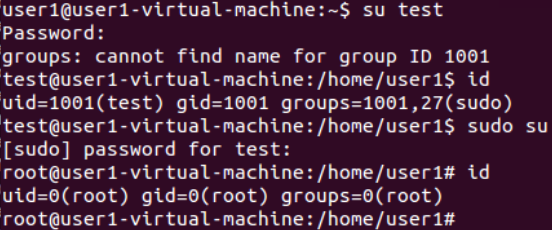 user1@user1-virtual-machine:~$ su test
Password:
groups: cannot find name for group ID 1001
test@user1-virtual-machine:/home/user1$ id
uid=1001(test) gid=1001 groups=1001,27(sudo)
test@user1-virtual-machine:/home/user1$ sudo su
[sudo] password for test:
root@user1-virtual-machine:/home/user1# id
uid=0(root) gid=0(root) groups=0(root)
root@user1-virtual-machine:/home/user1#